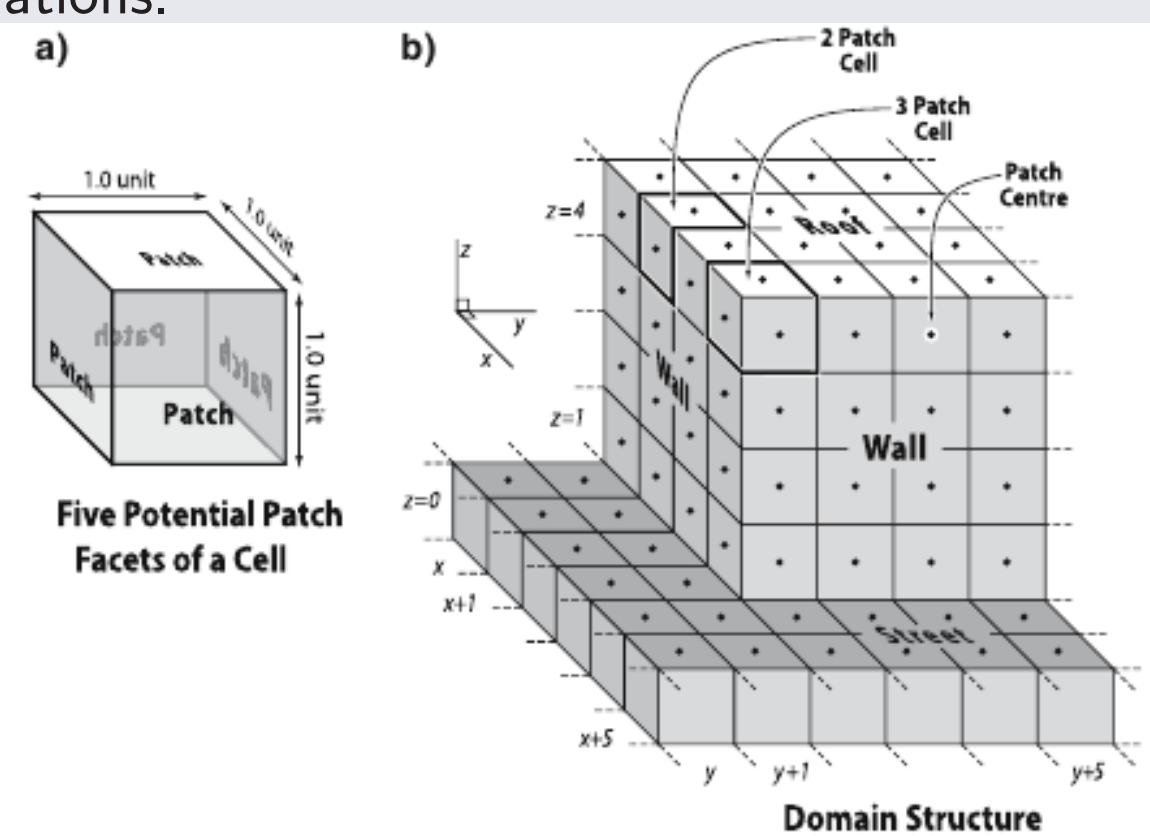 ations.
a)
1.0 unit
1.0 unit
Patch
Patch
Patch
Patch
Patch
1.0 unit
Five Potential Patch
Facets of a Cell
b)
2 Patch
Cell
3 Patch
Cell
Patch
Centre
z=4
Roof
z
y
x
Wall
z=1
Wall
z=0
x
x+1
Street
x+5
y
y+1
y+5
Domain Structure